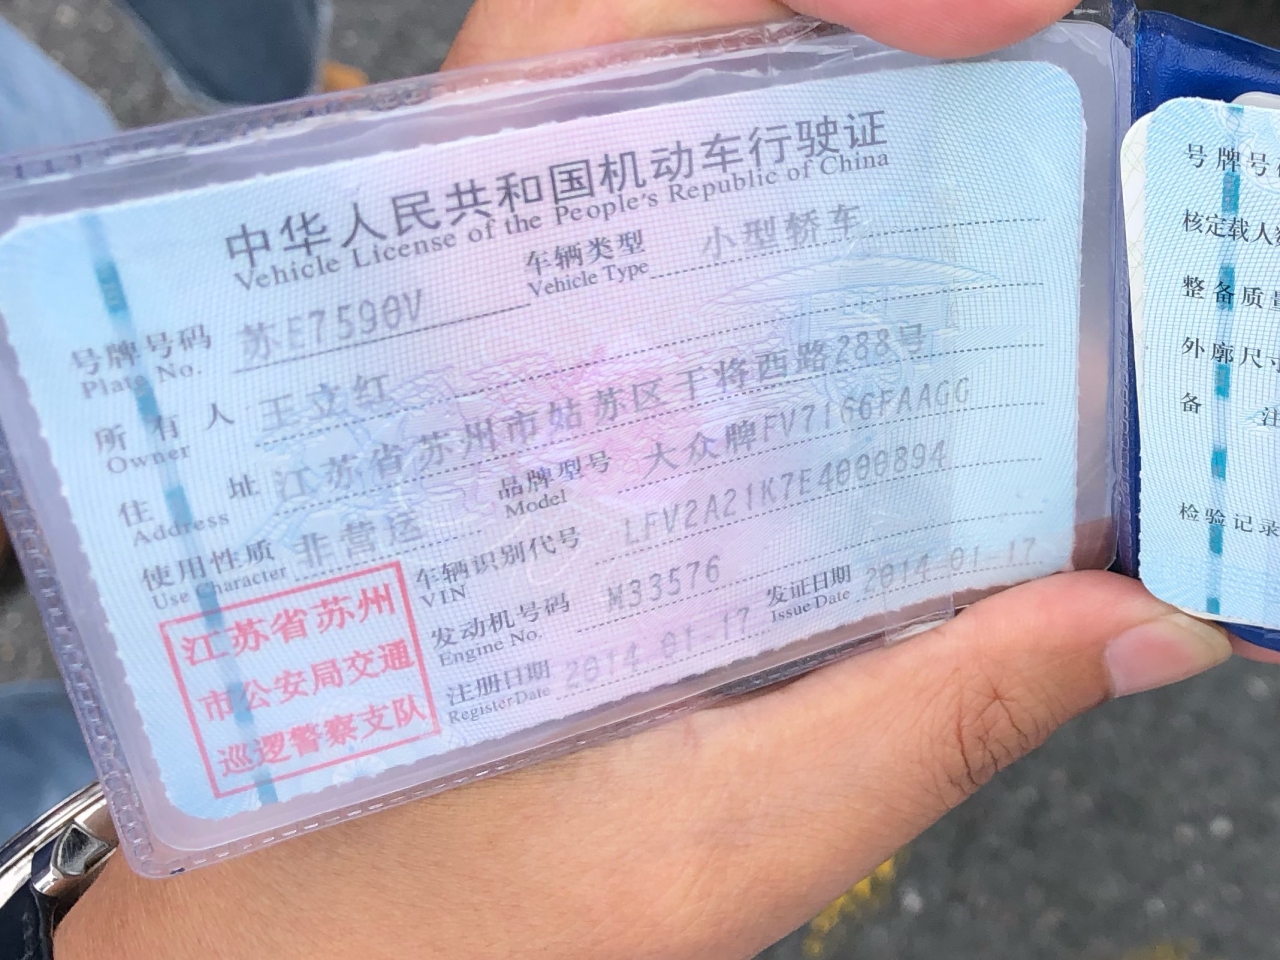 中华人民共和国机动车行驶证
Vehicle License of the People's Republic of China
号牌号码 苏E7590V 车辆类型 小型轿车
Plate No. Vehicle Type
所有人 王立红
Owner
住址 江苏省苏州市姑苏区干将西路288号
Address
使用性质 非营运 品牌型号 大众牌FV7166FAAGG
Use Character Model
车辆识别代号 LFV2A21K7E4000894
VIN
发动机号码 M33576
Engine No.
注册日期 2014-01-17 发证日期 2014-01-17
Register Date Issue Date
江苏省苏州
市公安局交通
巡逻警察支队
号牌号
核定载人
整备质量
外廓尺寸
备注
检验记录